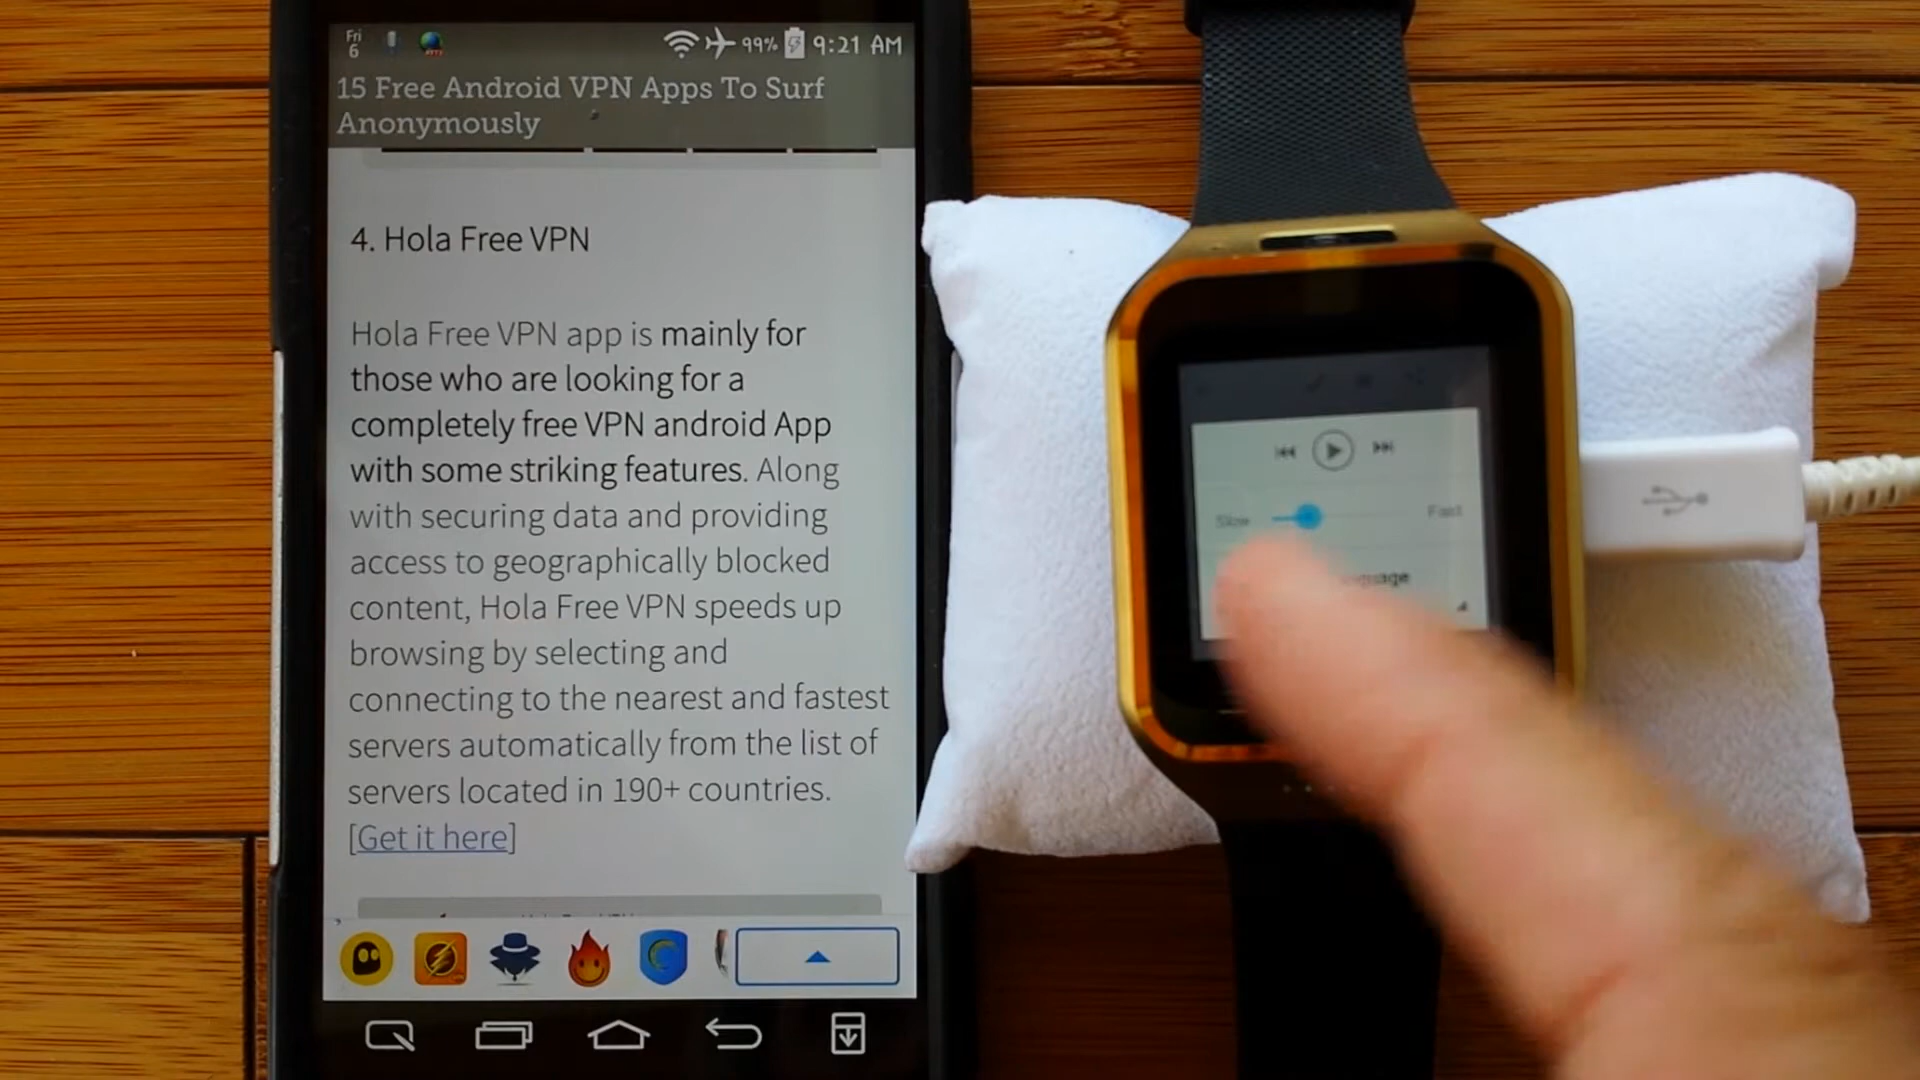 Fri
6
99%
9:21 AM
15 Free Android VPN Apps To Surf
Anonymously
4. Hola Free VPN
Hola Free VPN app is mainly for
those who are looking for a
completely free VPN android App
with some striking features. Along
with securing data and providing
access to geographically blocked
content, Hola Free VPN speeds up
browsing by selecting and
connecting to the nearest and fastest
servers automatically from the list of
servers located in 190+ countries.
[Get it here]
Slow
Fast